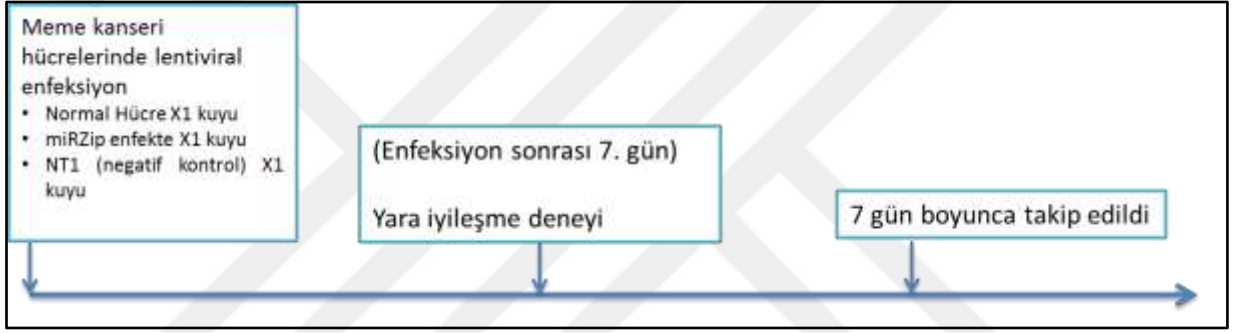 Meme kanseri
hücrelerinde lentiviral
enfeksiyon
• Normal Hücre X1 kuyu
• miRZip enfekte X1 kuyu
• NT1 (negatif kontrol) X1
kuyu
(Enfeksiyon sonrası 7. gün)
Yara iyileşme deneyi
7 gün boyunca takip edildi